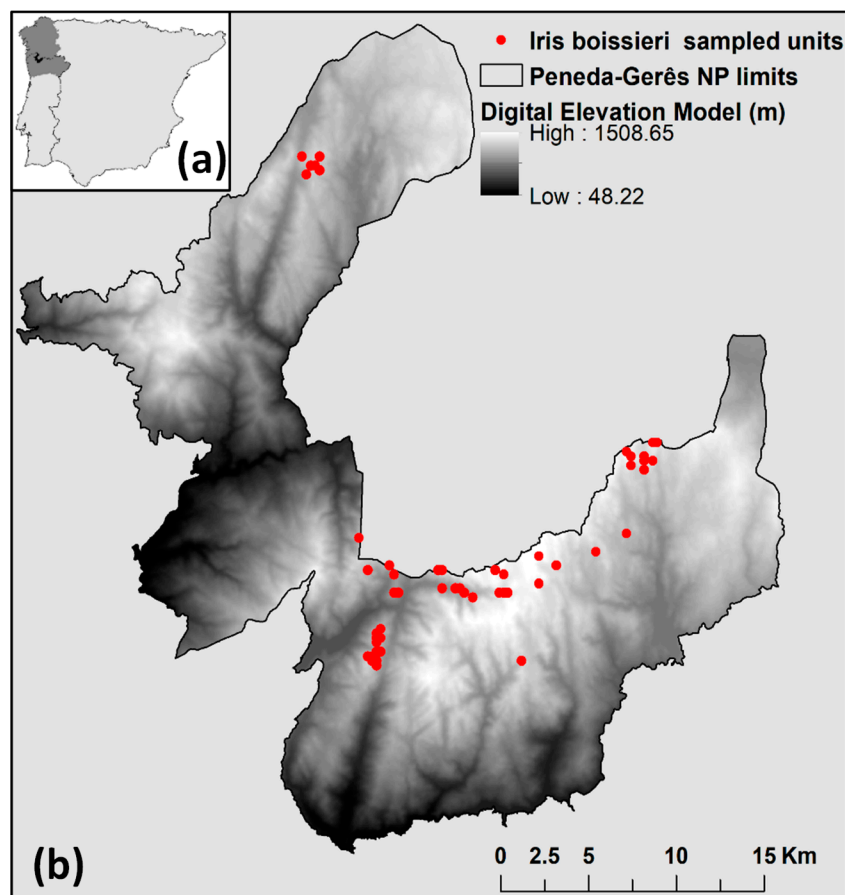 (a)
Iris boissieri sampled units
Peneda-Gerês NP limits
Digital Elevation Model (m)
High : 1508.65
Low : 48.22
(b)
0 2.5 5 10 15 Km